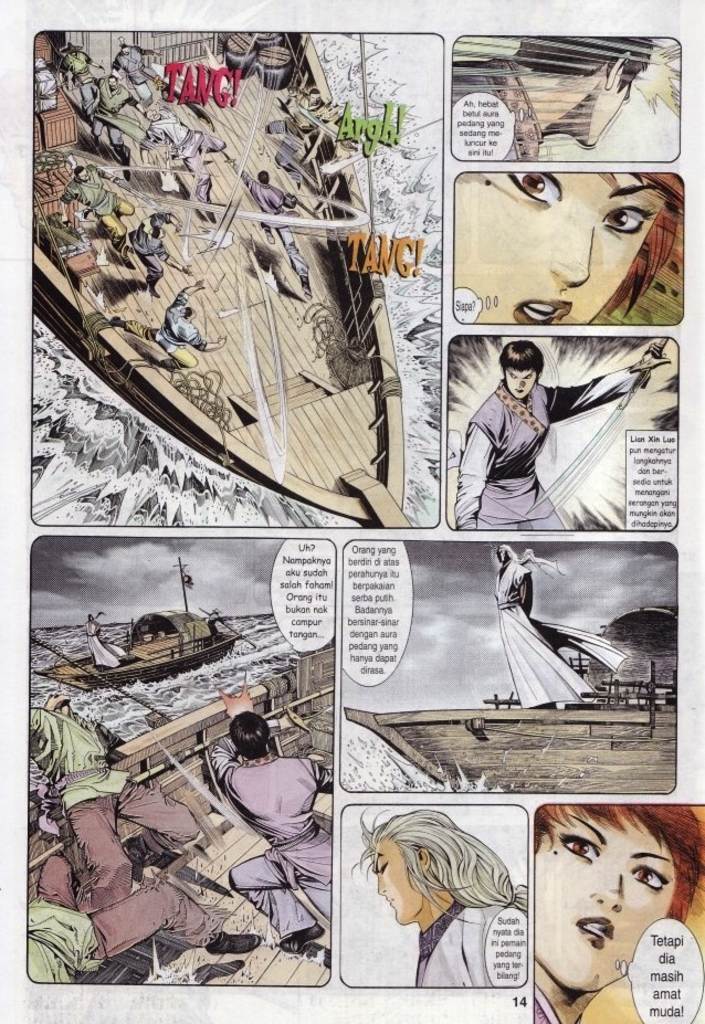 TANG!
Argh!
TANG!
Ah, hebat
betul aura
pedang yang
sedang me-
luncur ke
sini itu!
Siapa?
Lian Xin Luo
pun mengatur
langkahnya
dan ber-
sedia untuk
menangani
serangan yang
mungkin akan
dihadapinya.
Uh?
Nampaknya
aku sudah
salah faham!
Orang itu
bukan nak
campur
tangan...
Orang yang
berdiri di atas
perahunya itu
berpakaian
serba putih.
Badannya
bersinar-sinar
dengan aura
pedang yang
hanya dapat
dirasa.
Sudah
nyata dia
ini pemain
pedang yang
ter-
bilang!
Tetapi
dia
masih
amat
muda!
14